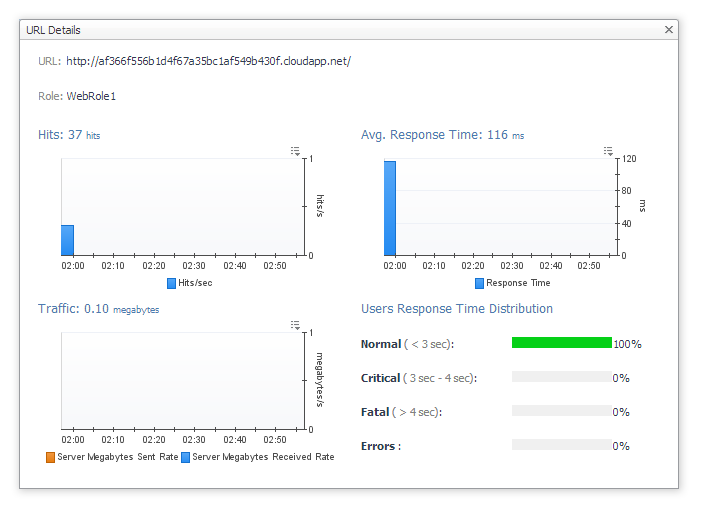 URL Details
URL: http://af366f556b1d4f67a35bc1af549b430f.cloudapp.net/
Role: WebRole1
Hits: 37 hits
1
0
hits/s
02:00 02:10 02:20 02:30 02:40 02:50
Hits/sec
Avg. Response Time: 116 ms
120
80
40
0
ms
02:00 02:10 02:20 02:30 02:40 02:50
Response Time
Traffic: 0.10 megabytes
1
0
megabytes/s
02:00 02:10 02:20 02:30 02:40 02:50
Server Megabytes Sent Rate Server Megabytes Received Rate
Users Response Time Distribution
Normal ( < 3 sec): 100%
Critical ( 3 sec - 4 sec): 0%
Fatal ( > 4 sec): 0%
Errors : 0%